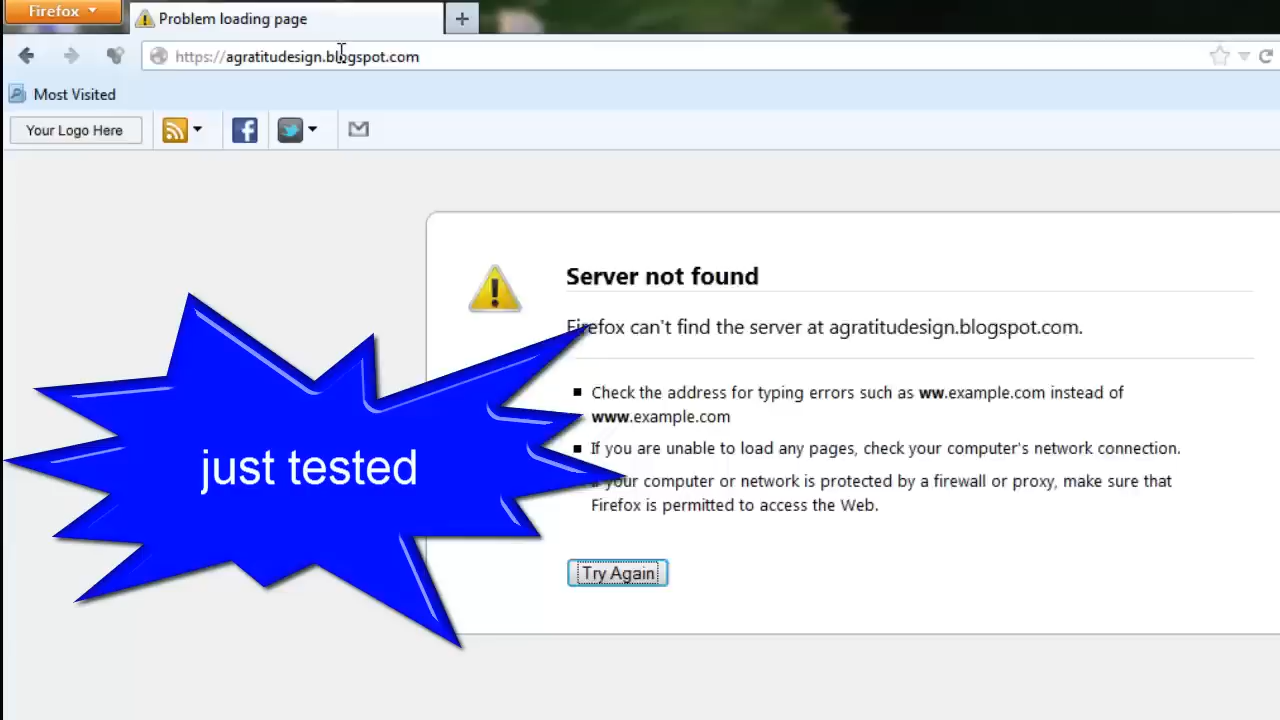 Firefox
Problem loading page
https://agratitudesign.blogspot.com
Most Visited
Your Logo Here
Server not found
Firefox can't find the server at agratitudesign.blogspot.com.
Check the address for typing errors such as ww.example.com instead of
www.example.com
If you are unable to load any pages, check your computer's network connection.
If your computer or network is protected by a firewall or proxy, make sure that
Firefox is permitted to access the Web.
just tested
Try Again